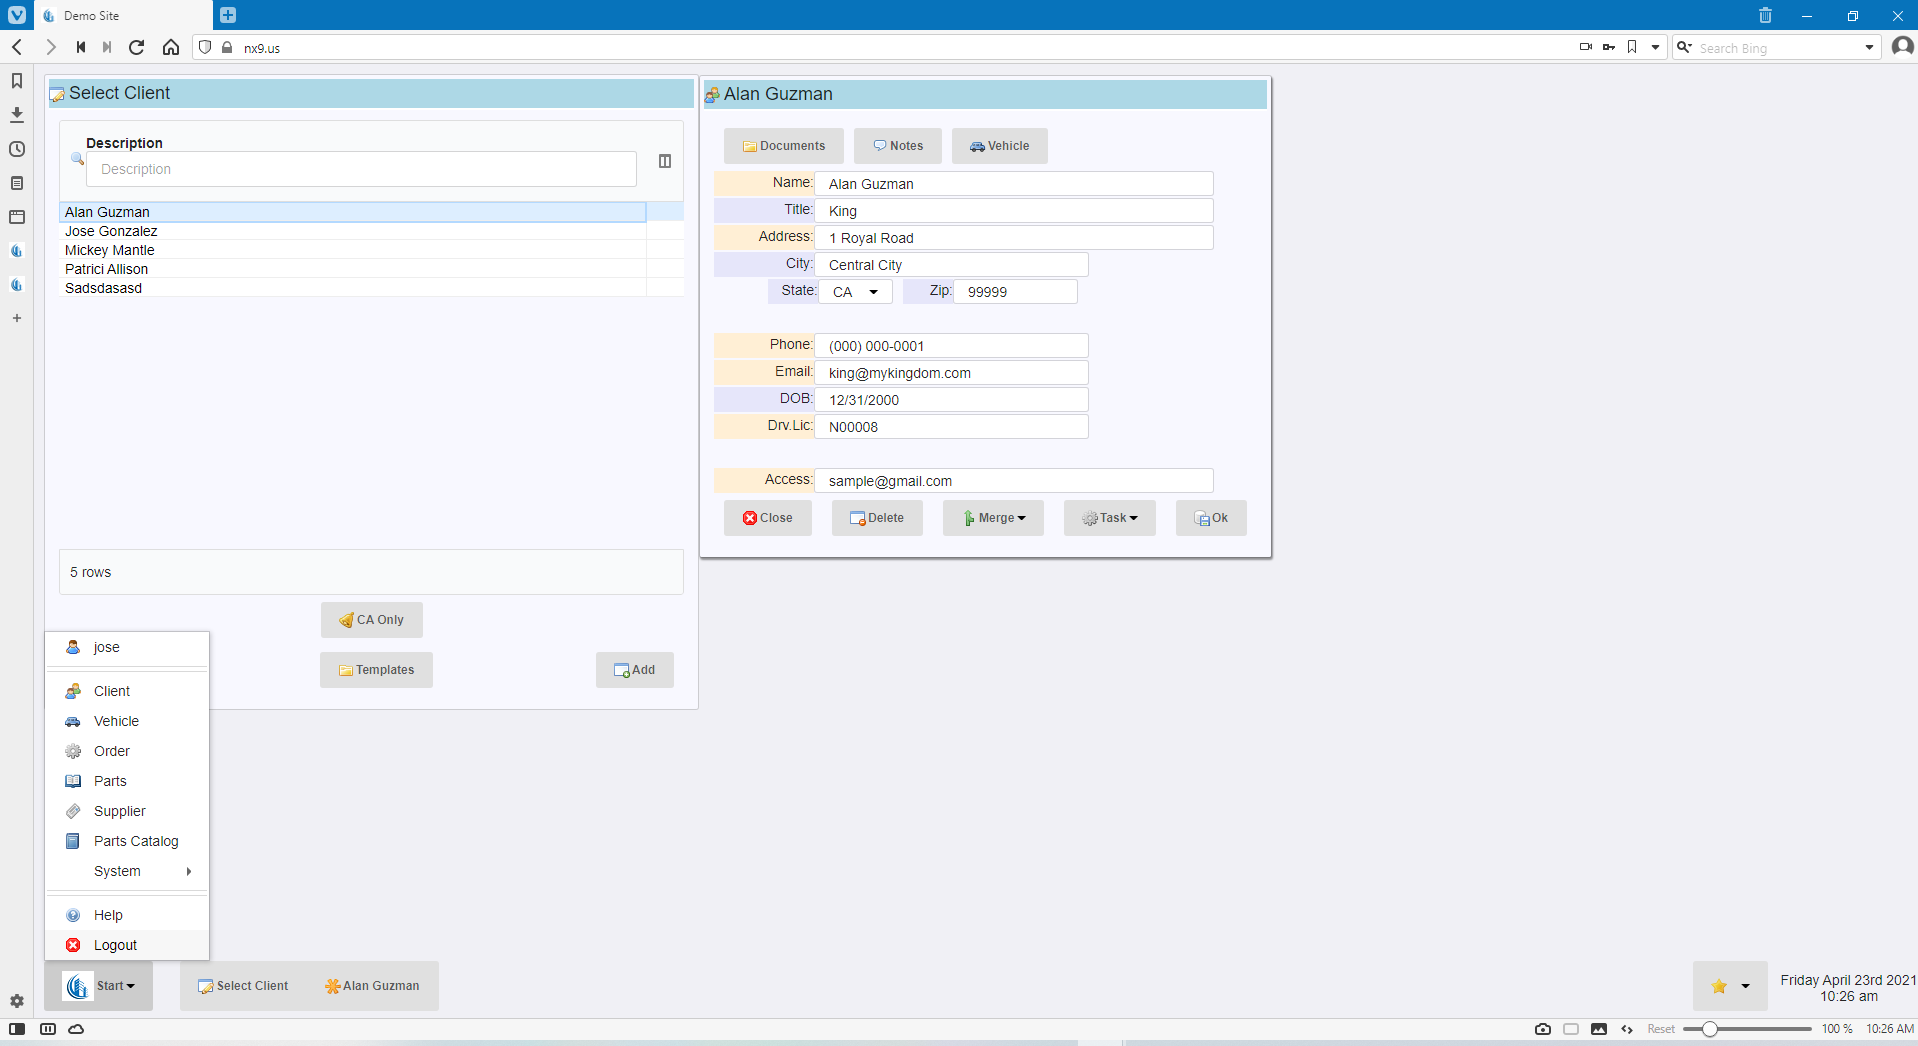 Demo Site
nx9.us
Search Bing
Select Client
Description
Description
Alan Guzman
Jose Gonzalez
Mickey Mantle
Patrici Allison
Sadsdasasd
5 rows
CA Only
Templates
Add
Alan Guzman
Documents
Notes
Vehicle
Name: Alan Guzman
Title: King
Address: 1 Royal Road
City: Central City
State: CA Zip: 99999
Phone: (000) 000-0001
Email: king@mykingdom.com
DOB: 12/31/2000
Drv.Lic: N00008
Access: sample@gmail.com
Close
Delete
Merge
Task
Ok
jose
Client
Vehicle
Order
Parts
Supplier
Parts Catalog
System
Help
Logout
Start
Select Client
Alan Guzman
Friday April 23rd 2021
10:26 am
Reset
100 %
10:26 AM